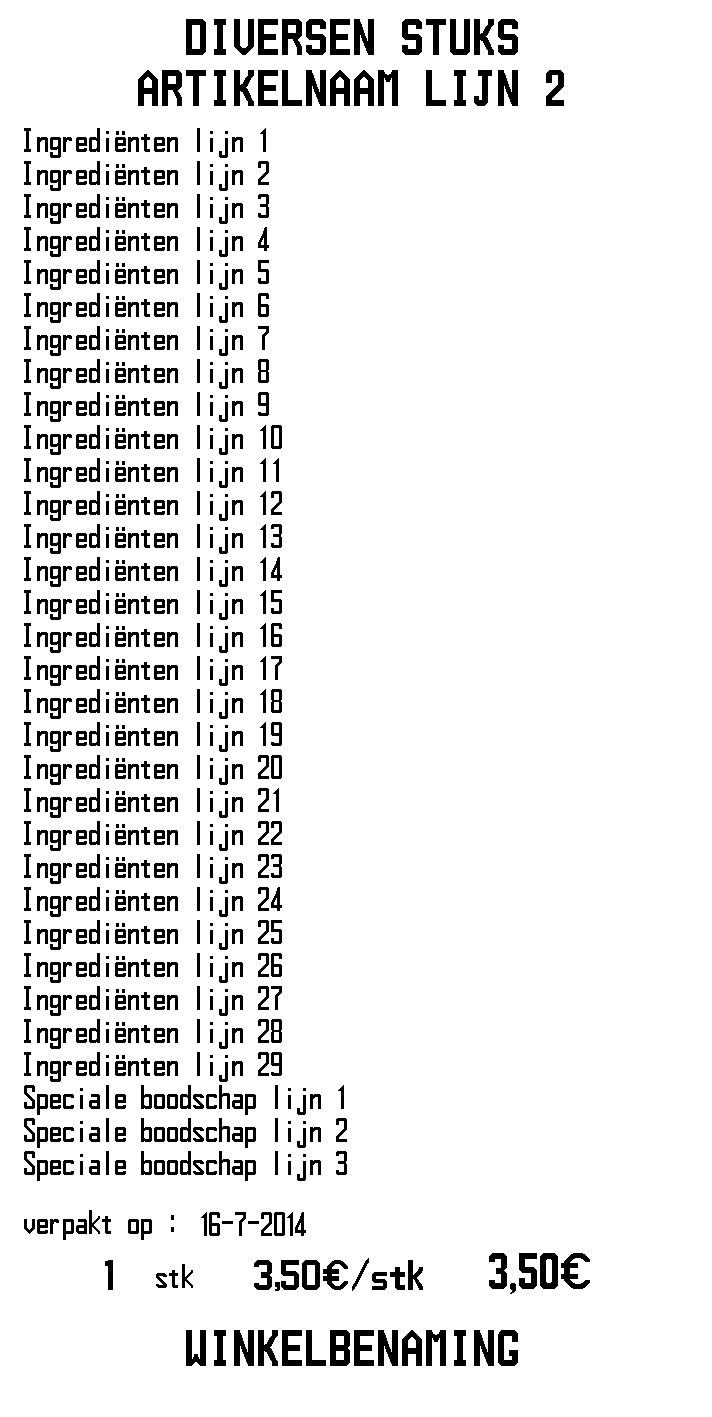 DIVERSEN STUKS
ARTIKELNAAM LIJN 2
Ingrediënten lijn 1
Ingrediënten lijn 2
Ingrediënten lijn 3
Ingrediënten lijn 4
Ingrediënten lijn 5
Ingrediënten lijn 6
Ingrediënten lijn 7
Ingrediënten lijn 8
Ingrediënten lijn 9
Ingrediënten lijn 10
Ingrediënten lijn 11
Ingrediënten lijn 12
Ingrediënten lijn 13
Ingrediënten lijn 14
Ingrediënten lijn 15
Ingrediënten lijn 16
Ingrediënten lijn 17
Ingrediënten lijn 18
Ingrediënten lijn 19
Ingrediënten lijn 20
Ingrediënten lijn 21
Ingrediënten lijn 22
Ingrediënten lijn 23
Ingrediënten lijn 24
Ingrediënten lijn 25
Ingrediënten lijn 26
Ingrediënten lijn 27
Ingrediënten lijn 28
Ingrediënten lijn 29
Speciale boodschap lijn 1
Speciale boodschap lijn 2
Speciale boodschap lijn 3
verpakt op : 16-7-2014
1 stk 3,50€/stk 3,50€
WINKELBENAMING